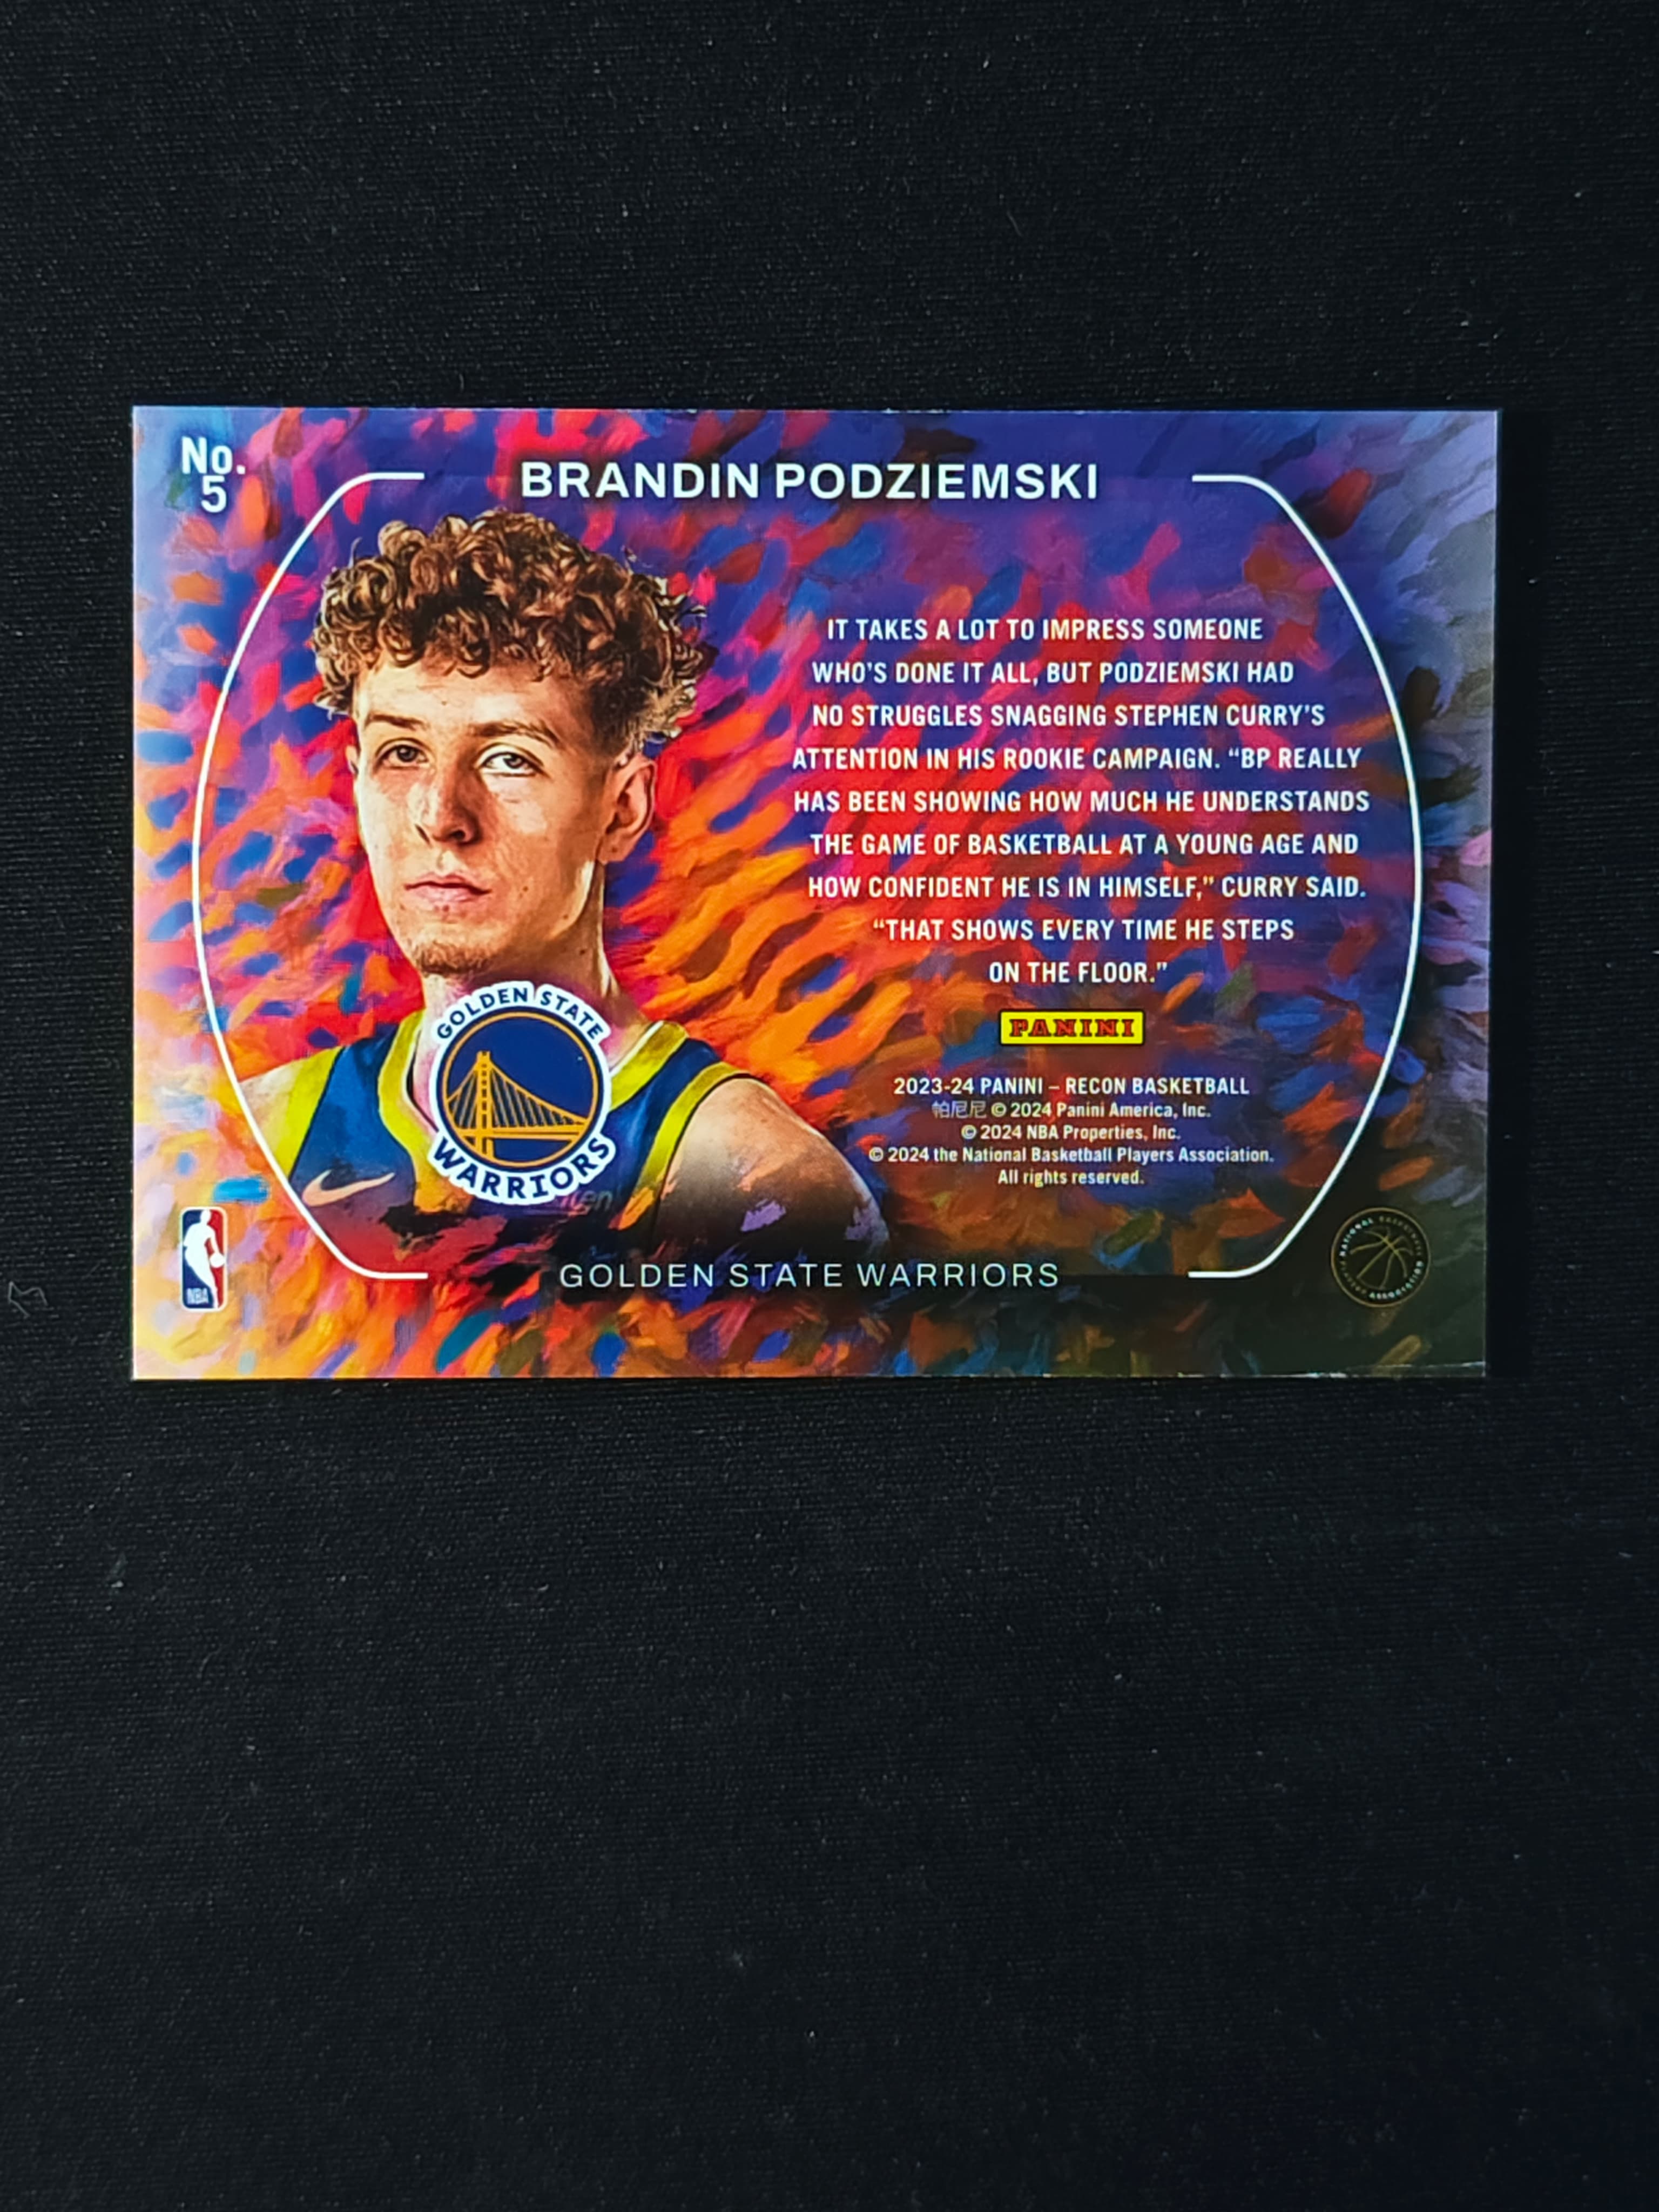 No.
5
BRANDIN PODZIEMSKI
IT TAKES A LOT TO IMPRESS SOMEONE
WHO'S DONE IT ALL, BUT PODZIEMSKI HAD
NO STRUGGLES SNAGGING STEPHEN CURRY'S
ATTENTION IN HIS ROOKIE CAMPAIGN. “BP REALLY
HAS BEEN SHOWING HOW MUCH HE UNDERSTANDS
THE GAME OF BASKETBALL AT A YOUNG AGE AND
HOW CONFIDENT HE IS IN HIMSELF,” CURRY SAID.
“THAT SHOWS EVERY TIME HE STEPS
ON THE FLOOR.”
PANINI
2023-24 PANINI – RECON BASKETBALL
帕尼尼 © 2024 Panini America, Inc.
© 2024 NBA Properties, Inc.
© 2024 the National Basketball Players Association.
All rights reserved.
GOLDEN STATE
WARRIORS
NBA
GOLDEN STATE WARRIORS
NATIONAL BASKETBALL
PLAYERS ASSOCIATION